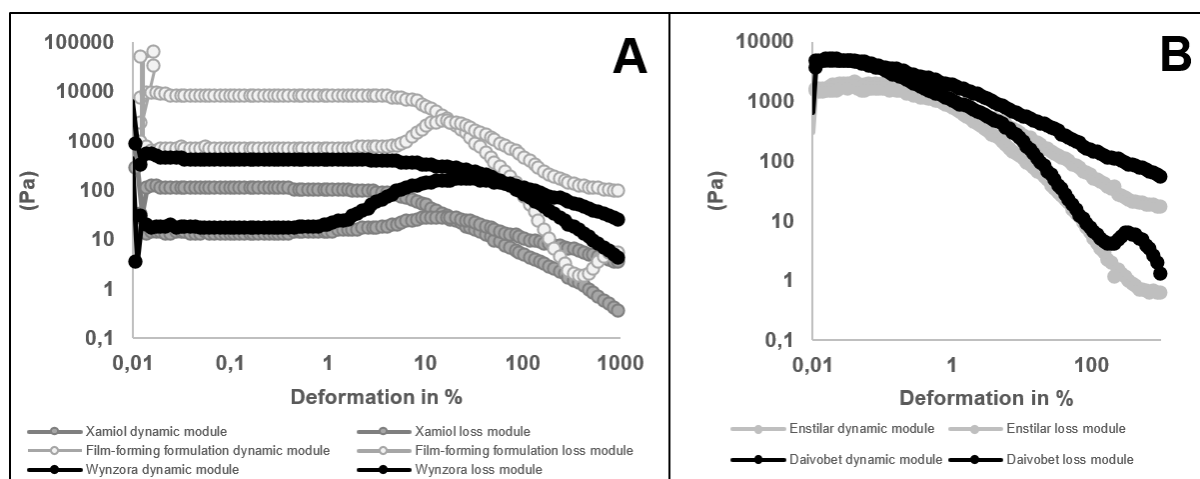 A
100000
10000
1000
100
10
1
0,1
(Pa)
0,01 0,1 1 10 100 1000
Deformation in %
Xamiol dynamic module Xamiol loss module
Film-forming formulation dynamic module Film-forming formulation loss module
Wynzora dynamic module Wynzora loss module
B
10000
1000
100
10
1
0,1
(Pa)
0,01 1 100
Deformation in %
Enstilar dynamic module Enstilar loss module
Daivobet dynamic module Daivobet loss module